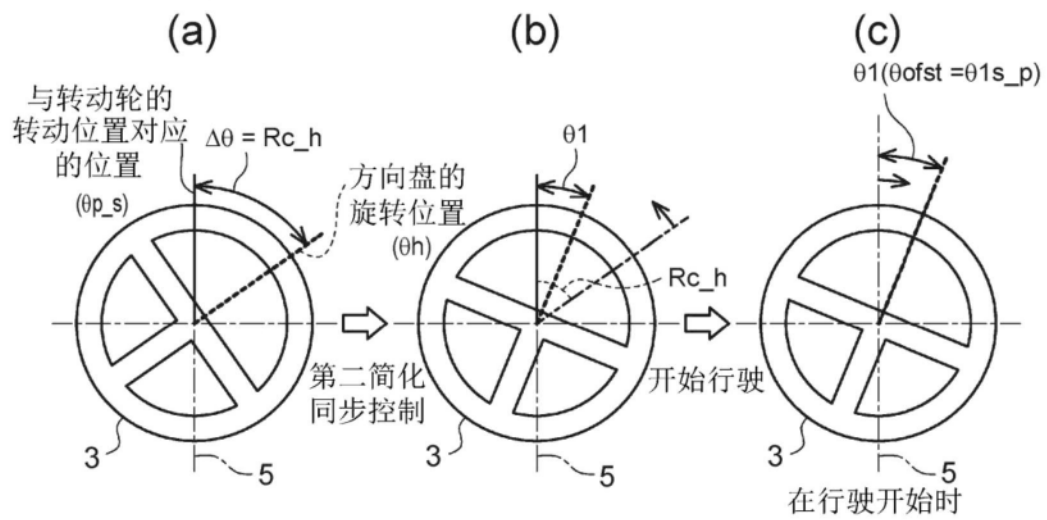 (a)
(b)
(c)
与转动轮的
转动位置对应
的位置
(θp_s)
Δθ = Rc_h
方向盘的
旋转位置
(θh)
θ1
Rc_h
θ1(θofst =θ1s_p)
第二简化
同步控制
开始行驶
3
5
3
5
3
5
在行驶开始时